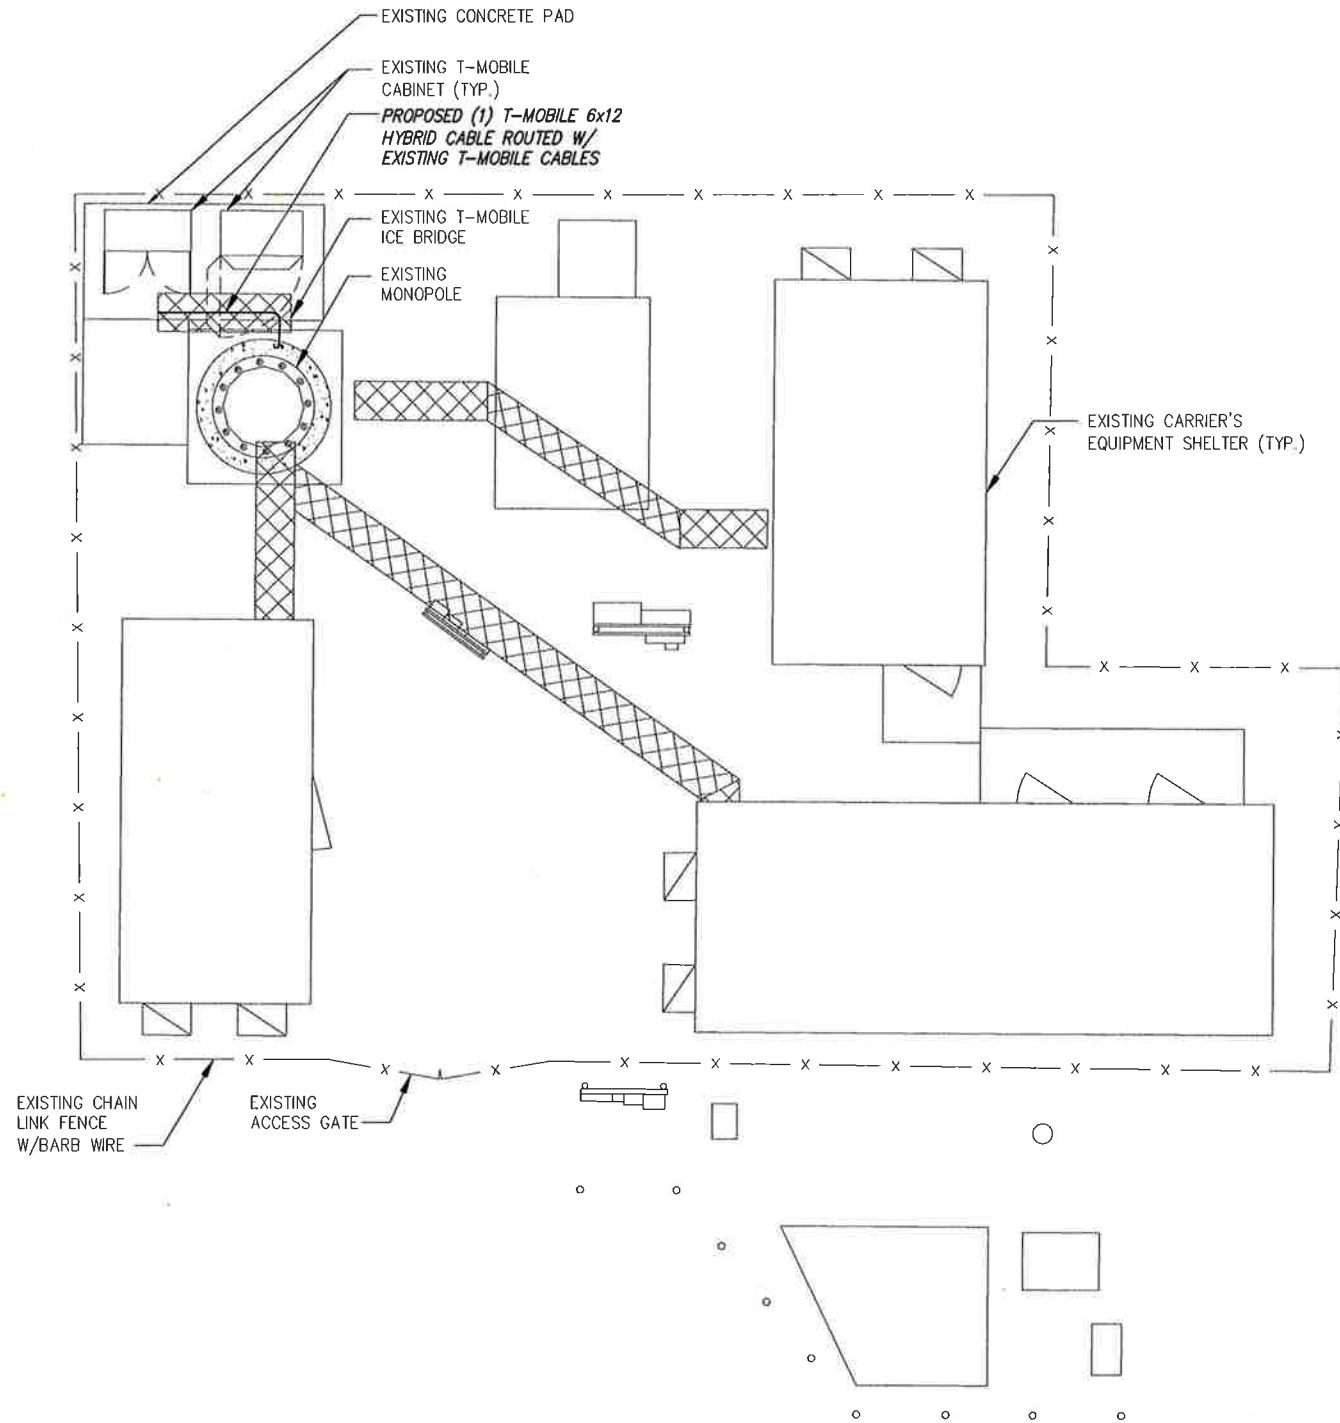 EXISTING CONCRETE PAD
EXISTING T-MOBILE
CABINET (TYP.)
PROPOSED (1) T-MOBILE 6x12
HYBRID CABLE ROUTED W/
EXISTING T-MOBILE CABLES
EXISTING T-MOBILE
ICE BRIDGE
EXISTING
MONOPOLE
EXISTING CARRIER'S
EQUIPMENT SHELTER (TYP.)
EXISTING CHAIN
LINK FENCE
W/BARB WIRE
EXISTING
ACCESS GATE